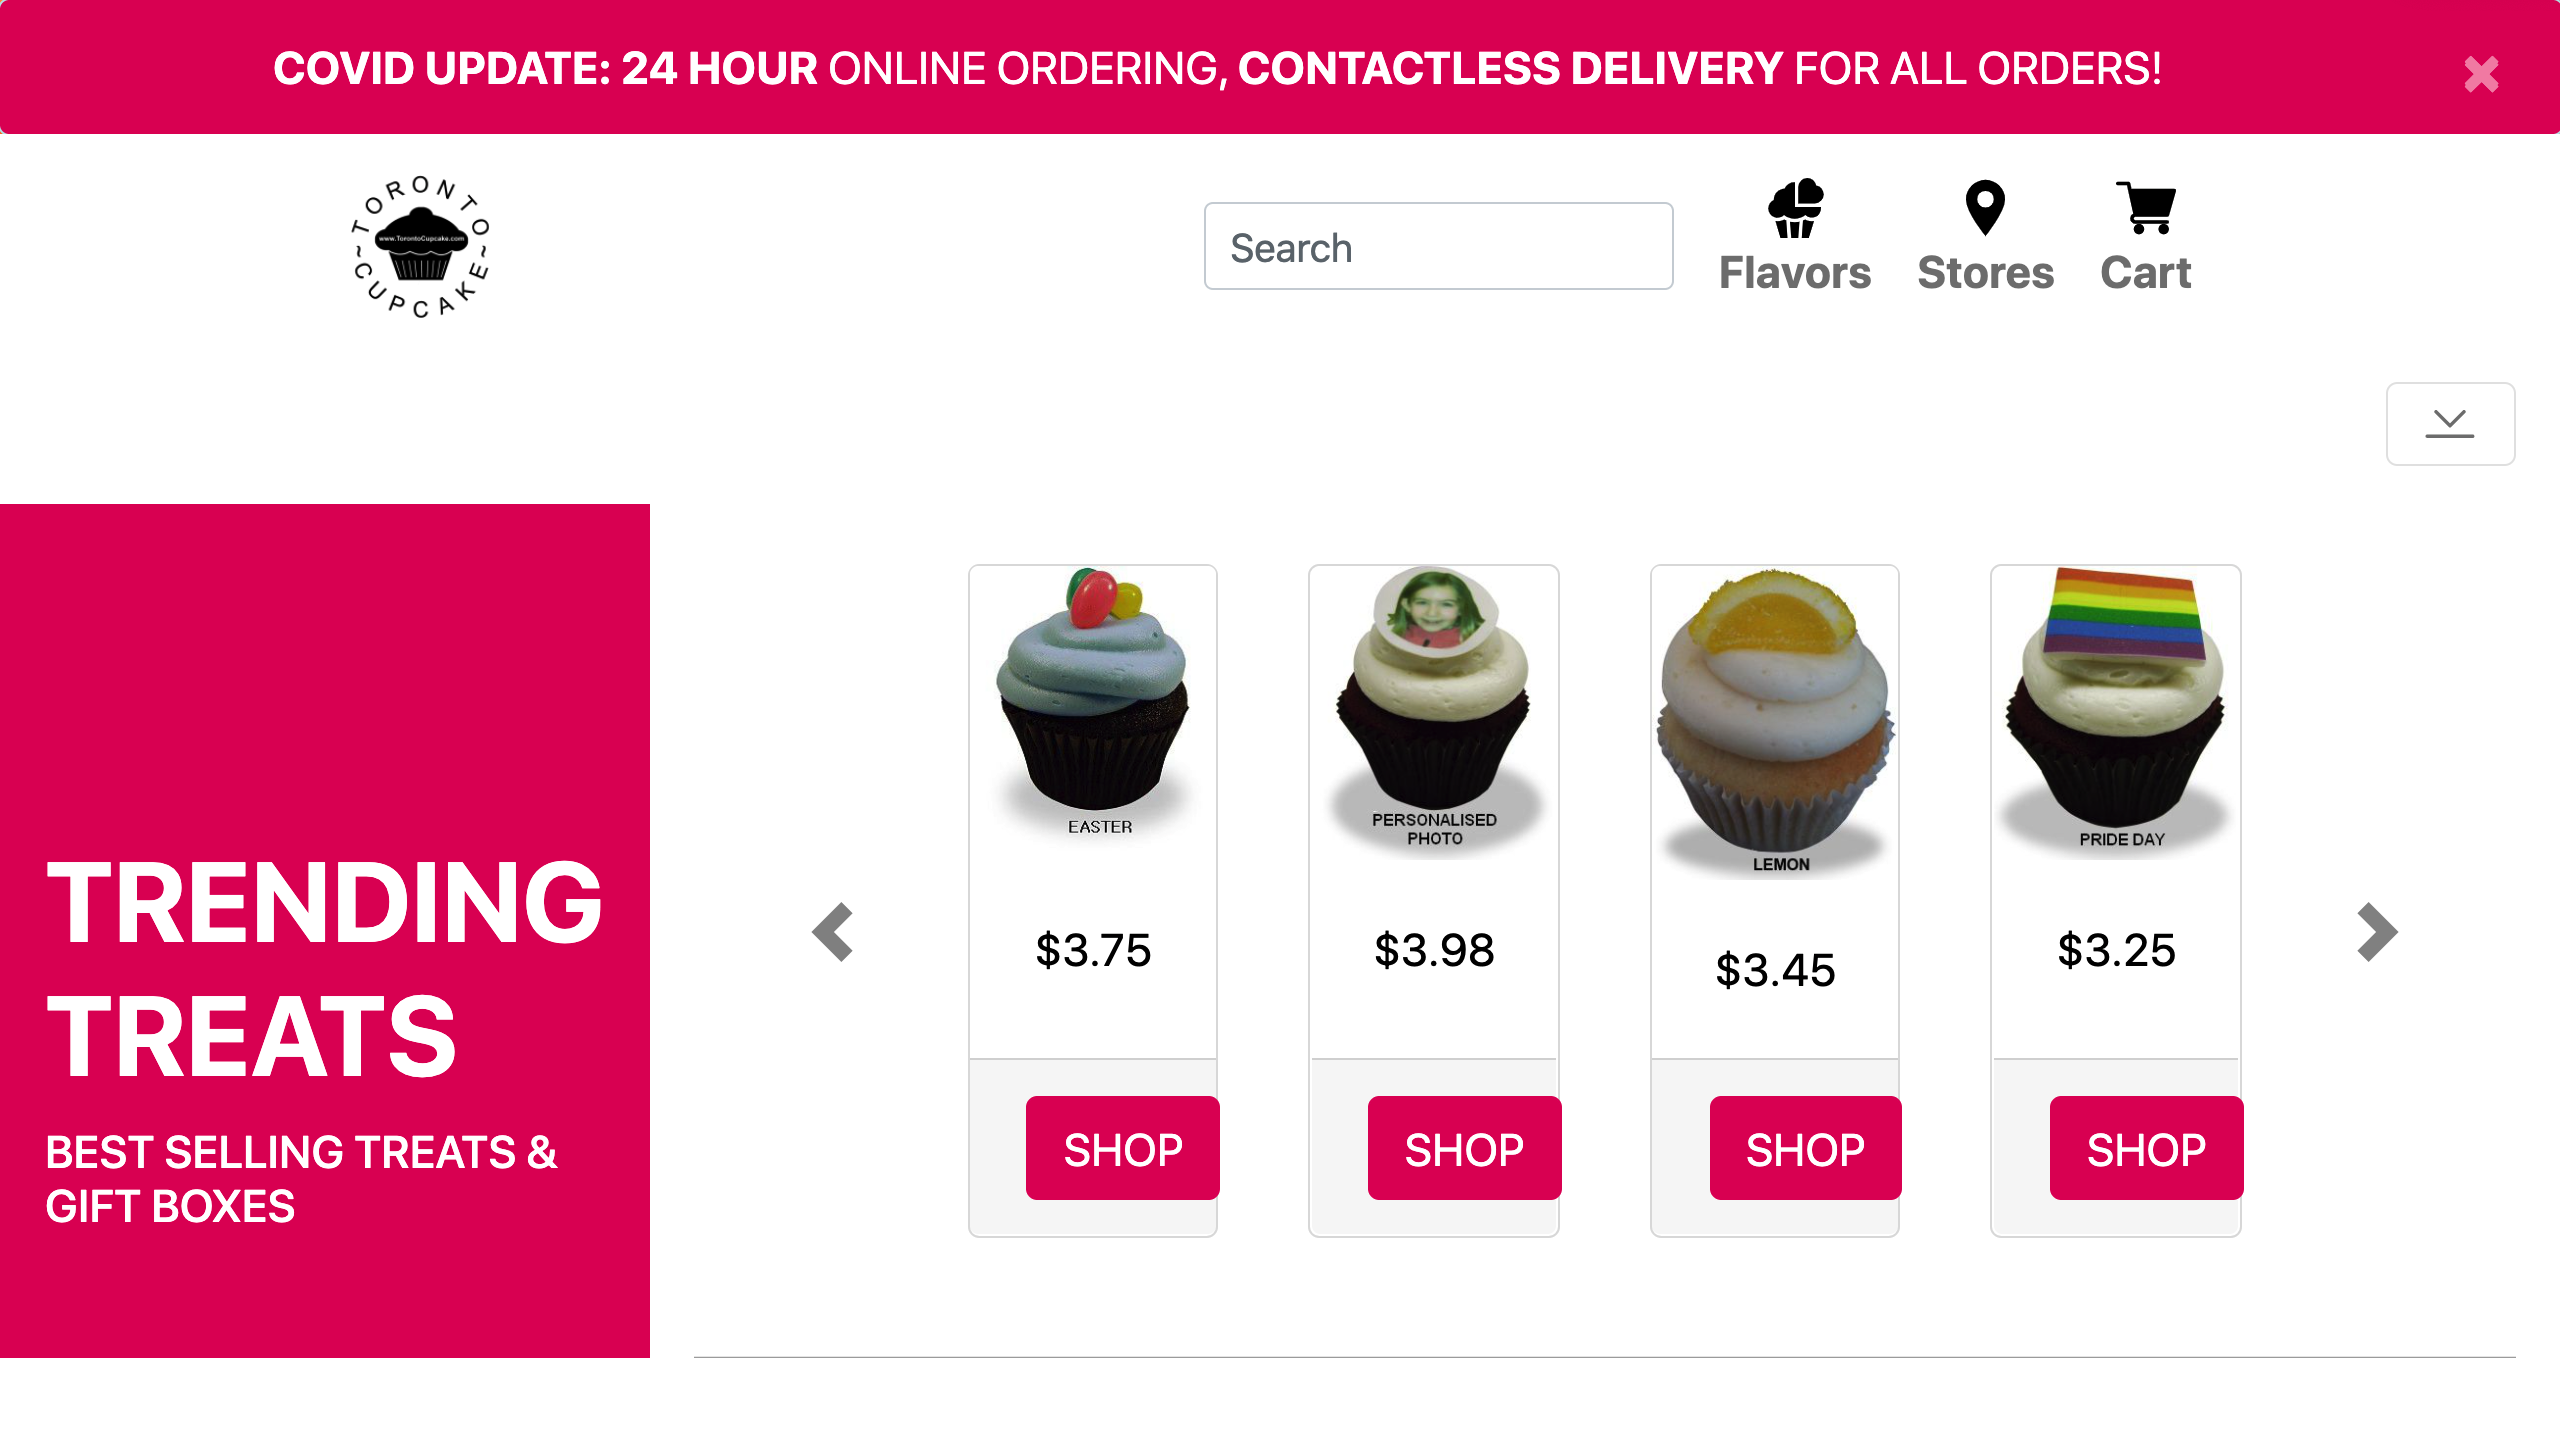 COVID UPDATE: 24 HOUR ONLINE ORDERING, CONTACTLESS DELIVERY FOR ALL ORDERS!
TORONTO
www.TorontoCupcake.com
~CUPCAKE~
Search
Flavors
Stores
Cart
TRENDING
TREATS
BEST SELLING TREATS &
GIFT BOXES
EASTER
$3.75
SHOP
PERSONALISED
PHOTO
$3.98
SHOP
LEMON
$3.45
SHOP
PRIDE DAY
$3.25
SHOP